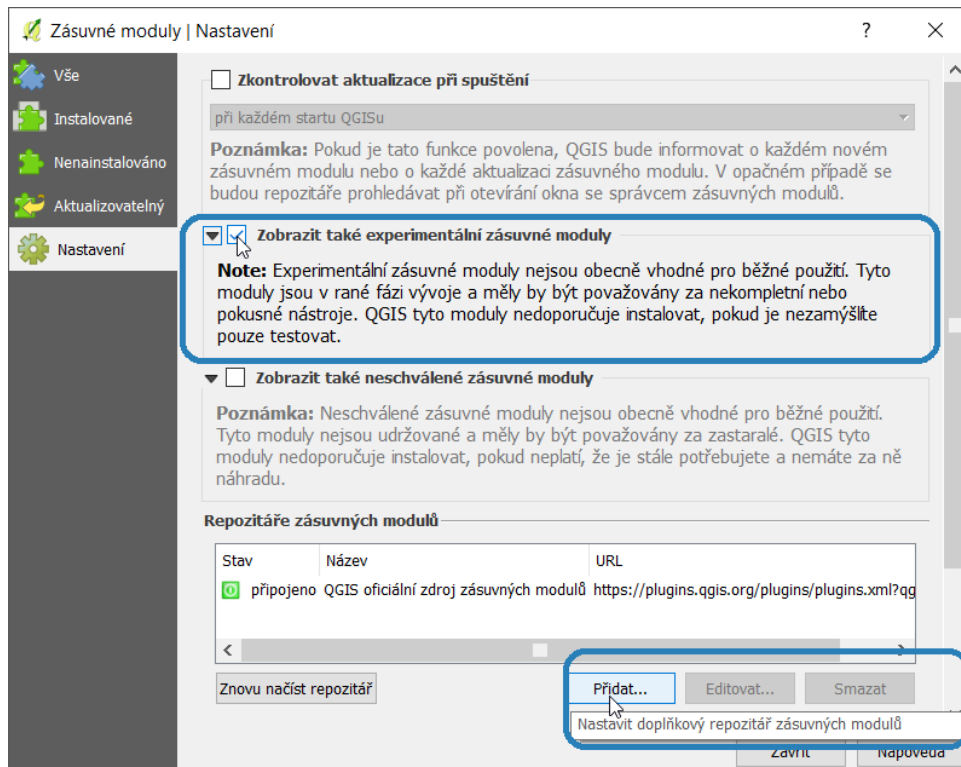 Zásuvné moduly | Nastavení
?
Vše
Instalované
Nenainstalováno
Aktualizovatelný
Nastavení
Zkontrolovat aktualizace při spuštění
při každém startu QGISu
Poznámka: Pokud je tato funkce povolena, QGIS bude informovat o každém novém
zásuvném modulu nebo o každé aktualizaci zásuvného modulu. V opačném případě se
budou repozitáře prohledávat při otevírání okna se správcem zásuvných modulů.
Zobrazit také experimentální zásuvné moduly
Note: Experimentální zásuvné moduly nejsou obecně vhodné pro běžné použití. Tyto
moduly jsou v rané fázi vývoje a měly by být považovány za nekompletní nebo
pokusné nástroje. QGIS tyto moduly nedoporučuje instalovat, pokud je nezamýšlíte
pouze testovat.
Zobrazit také neschválené zásuvné moduly
Poznámka: Neschválené zásuvné moduly nejsou obecně vhodné pro běžné použití.
Tyto moduly nejsou udržované a měly by být považovány za zastaralé. QGIS tyto
moduly nedoporučuje instalovat, pokud neplatí, že je stále potřebujete a nemáte za ně
náhradu.
Repozitáře zásuvných modulů
Stav Název URL
připojeno QGIS oficiální zdroj zásuvných modulů https://plugins.qgis.org/plugins/plugins.xml?qg
Znovu načíst repozitář Přidat... Editovat... Smazat
Nastavit doplňkový repozitář zásuvných modulů
Zavřít Nápověda